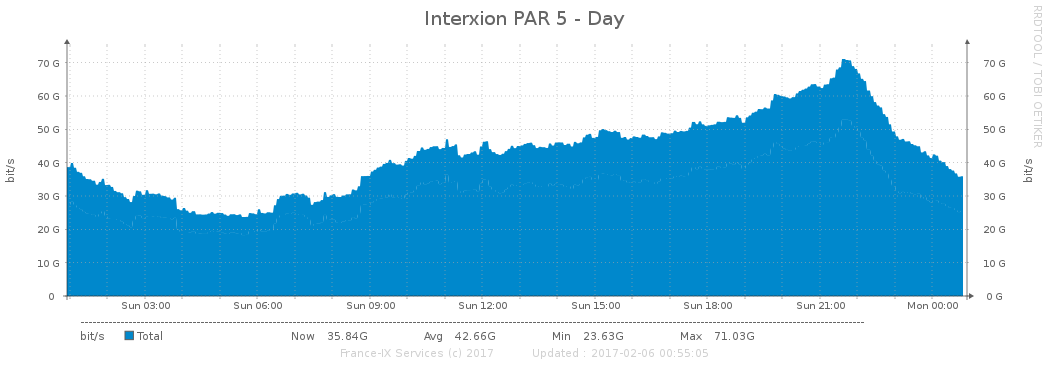 Interxion PAR 5 - Day
RRDTOOL / TOBI OETIKER
bit/s
bit/s
70 G 70 G
60 G 60 G
50 G 50 G
40 G 40 G
30 G 30 G
20 G 20 G
10 G 10 G
0 0 G
Sun 03:00 Sun 06:00 Sun 09:00 Sun 12:00 Sun 15:00 Sun 18:00 Sun 21:00 Mon 00:00
bit/s Total Now 35.84G Avg 42.66G Min 23.63G Max 71.03G
France-IX Services (c) 2017 Updated : 2017-02-06 00:55:05